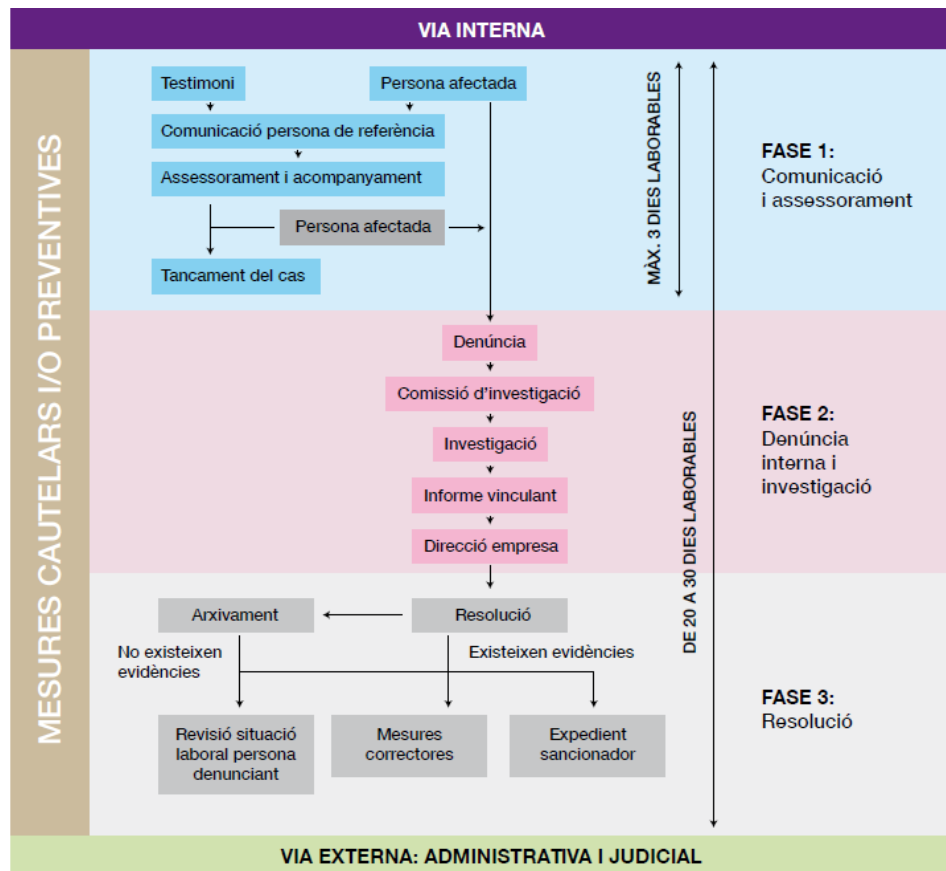 VIA INTERNA
MESURES CAUTELARS I/O PREVENTIVES
Testimoni
Persona afectada
Comunicació persona de referència
Assessorament i acompanyament
Persona afectada
Tancament del cas
MÀX. 3 DIES LABORABLES
FASE 1:
Comunicació
i assessorament
Denúncia
Comissió d'investigació
Investigació
Informe vinculant
Direcció empresa
DE 20 A 30 DIES LABORABLES
FASE 2:
Denúncia
interna i
investigació
Arxivament
Resolució
No existeixen
evidències
Existeixen evidències
Revisió situació
laboral persona
denunciant
Mesures
correctores
Expedient
sancionador
FASE 3:
Resolució
VIA EXTERNA: ADMINISTRATIVA I JUDICIAL